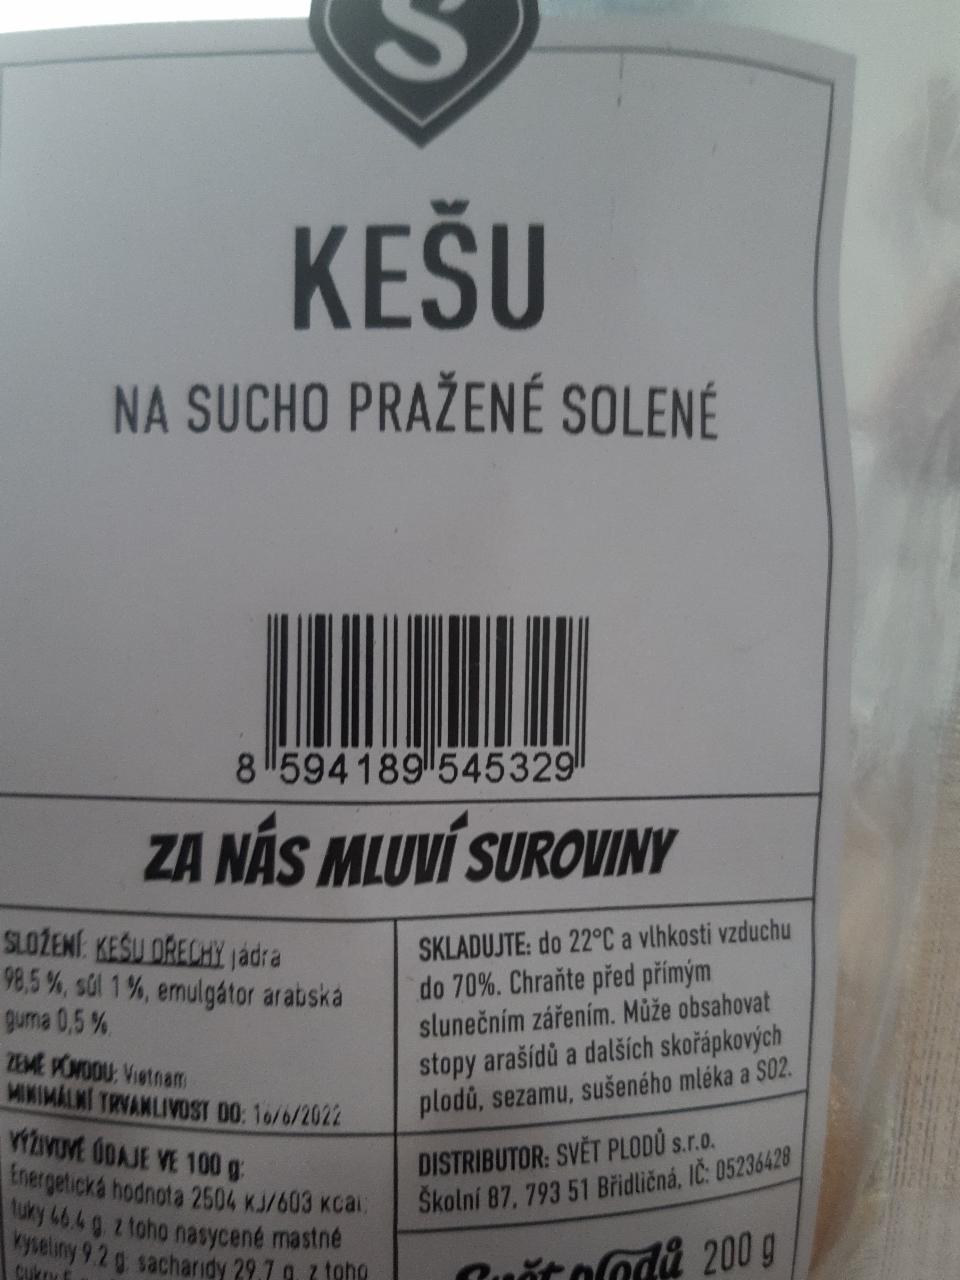 S
KEŠU
NA SUCHO PRAŽENÉ SOLENÉ
8 594189 545329
ZA NÁS MLUVÍ SUROVINY
SLOŽENÍ: KEŠU OŘECHY jádra
98,5 %, sůl 1 %, emulgátor arabská
guma 0,5 %.
ZEMĚ PŮVODU: Vietnam
MINIMÁLNÍ TRVANLIVOST DO: 16/6/2022
VÝŽIVOVÉ ÚDAJE VE 100 g:
Energetická hodnota 2504 KJ/603 Kcal;
tuky 46,4 g. z toho nasycené mastné
kyseliny 9.2 g. sacharidy 29,7 g. z toho
cukry
SKLADUJTE: do 22°C a vlhkosti vzduchu
do 70%. Chraňte před přímým
slunečním zářením. Může obsahovat
stopy arašídů a dalších skořápkových
plodů, sezamu, sušeného mléka a SO2.
DISTRIBUTOR: SVĚT PLODŮ s.r.o.
Školní 87, 793 51 Břidličná, IČ: 05236428
Svět plodů 200 g